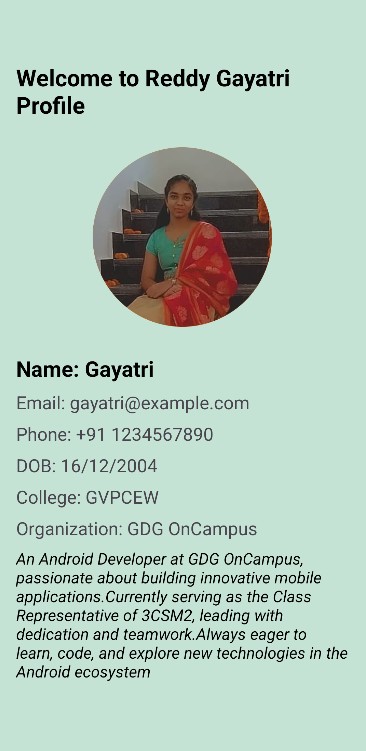 Welcome to Reddy Gayatri
Profile
Name: Gayatri
Email: gayatri@example.com
Phone: +91 1234567890
DOB: 16/12/2004
College: GVPCEW
Organization: GDG OnCampus
An Android Developer at GDG OnCampus,
passionate about building innovative mobile
applications.Currently serving as the Class
Representative of 3CSM2, leading with
dedication and teamwork.Always eager to
learn, code, and explore new technologies in the
Android ecosystem